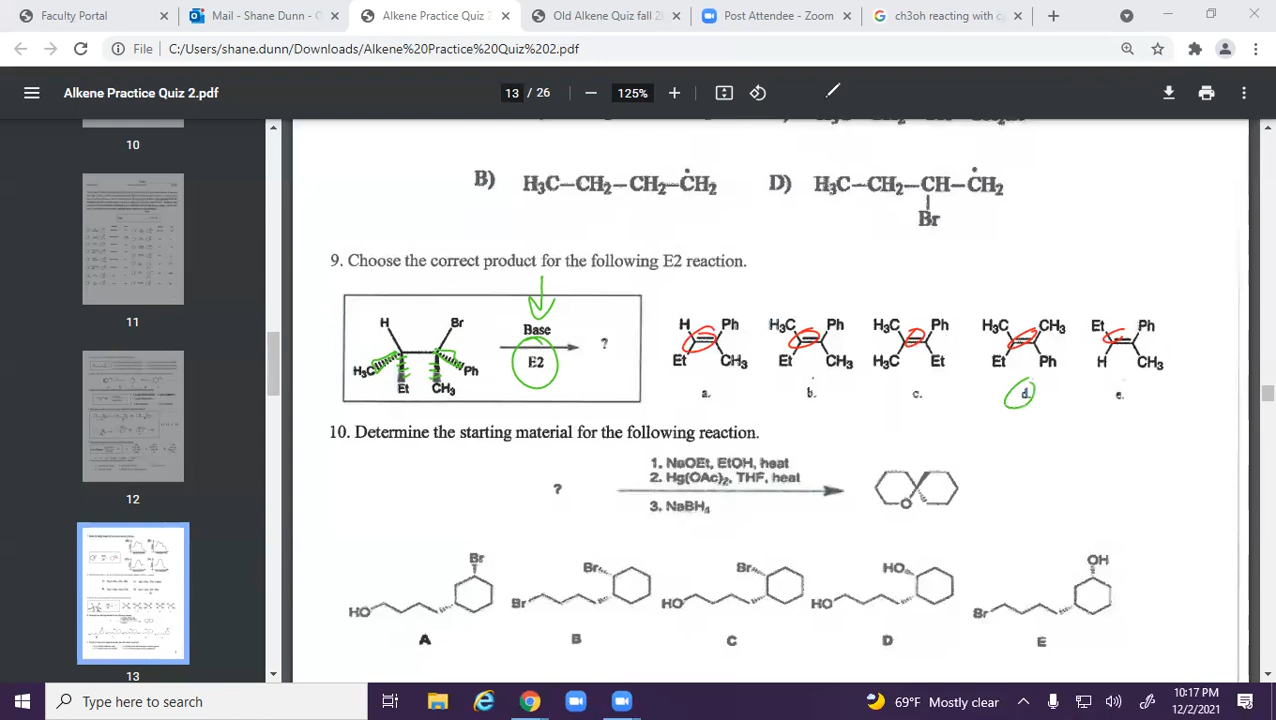 Faculty Portal
Mail - Shane Dunn - O
Alkene Practice Quiz 2
Old Alkene Quiz fall 2
Post Attendee - Zoom
ch3oh reacting with c
File
C:/Users/shane.dunn/Downloads/Alkene%20Practice%20Quiz%202.pdf
Alkene Practice Quiz 2.pdf
13 / 26
125%
10
11
12
13
B) H₃C–CH₂–CH₂–ĊH₂
D) H₃C–CH₂–CH–ĊH₂
Br
9. Choose the correct product for the following E2 reaction.
H Br
H₃C Et CH₃ Ph
Base
E2
?
H Ph
Et CH₃
a.
H₃C Ph
Et CH₃
b.
H₃C Ph
H₃C Et
c.
H₃C CH₃
Et Ph
d.
Et Ph
H CH₃
e.
10. Determine the starting material for the following reaction.
?
1. NaOEt, EtOH, heat
2. Hg(OAc)₂, THF, heat
3. NaBH₄
O
HO Br
A
Br Br
B
HO Br
C
HO HO
D
Br OH
E
Type here to search
69°F Mostly clear
10:17 PM
12/2/2021